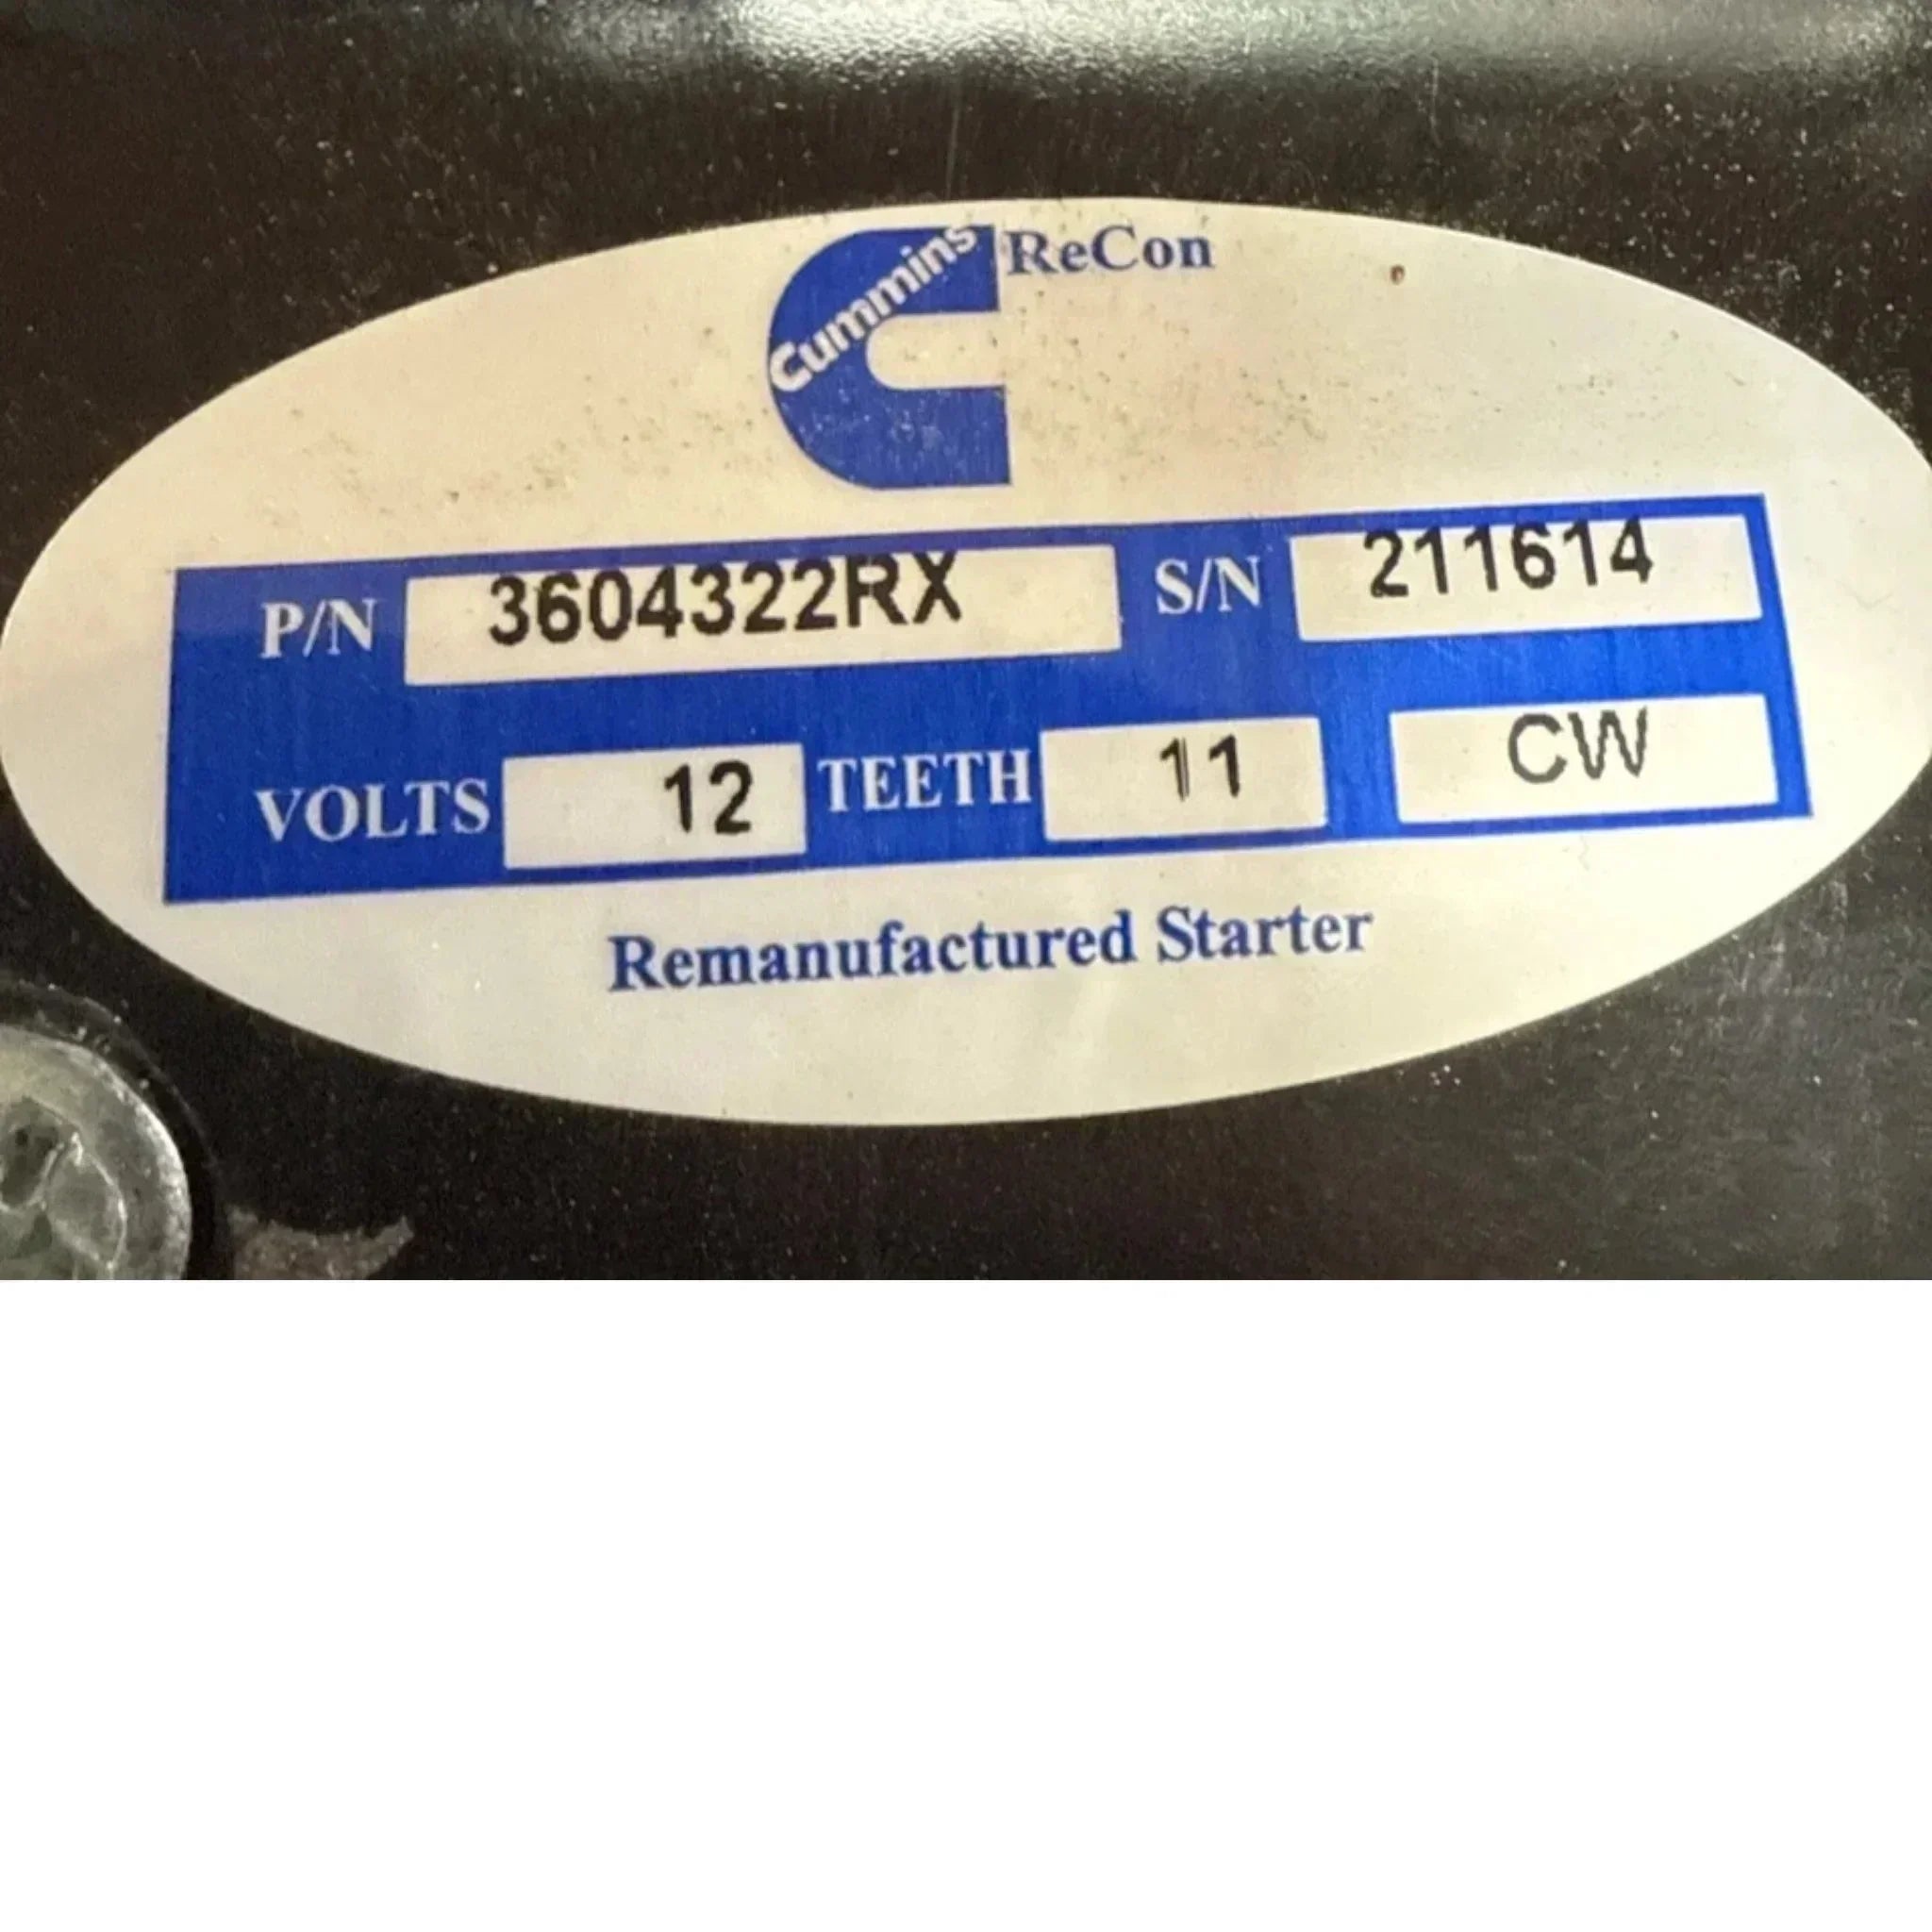 Cummins ReCon
P/N 3604322RX S/N 211614
VOLTS 12 TEETH 11 CW
Remanufactured Starter